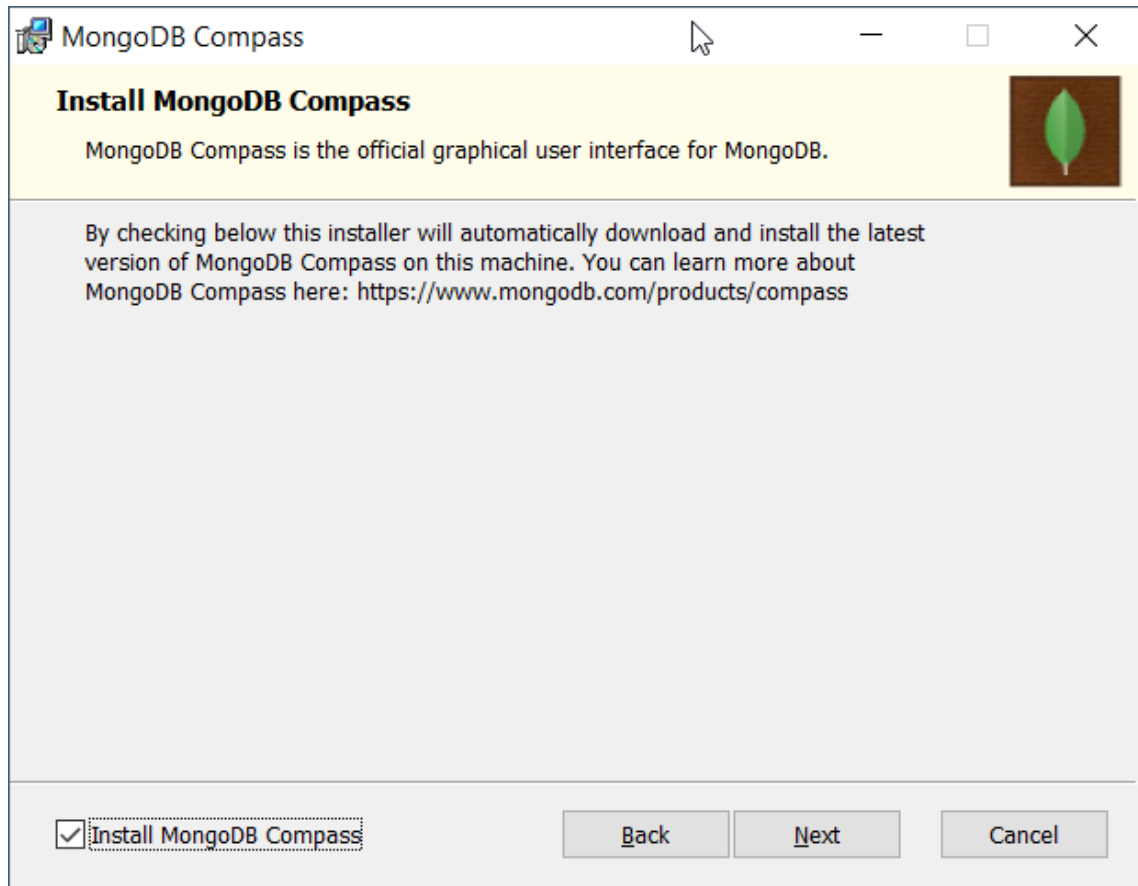 MongoDB Compass
Install MongoDB Compass
MongoDB Compass is the official graphical user interface for MongoDB.
By checking below this installer will automatically download and install the latest
version of MongoDB Compass on this machine. You can learn more about
MongoDB Compass here: https://www.mongodb.com/products/compass
Install MongoDB Compass
Back
Next
Cancel